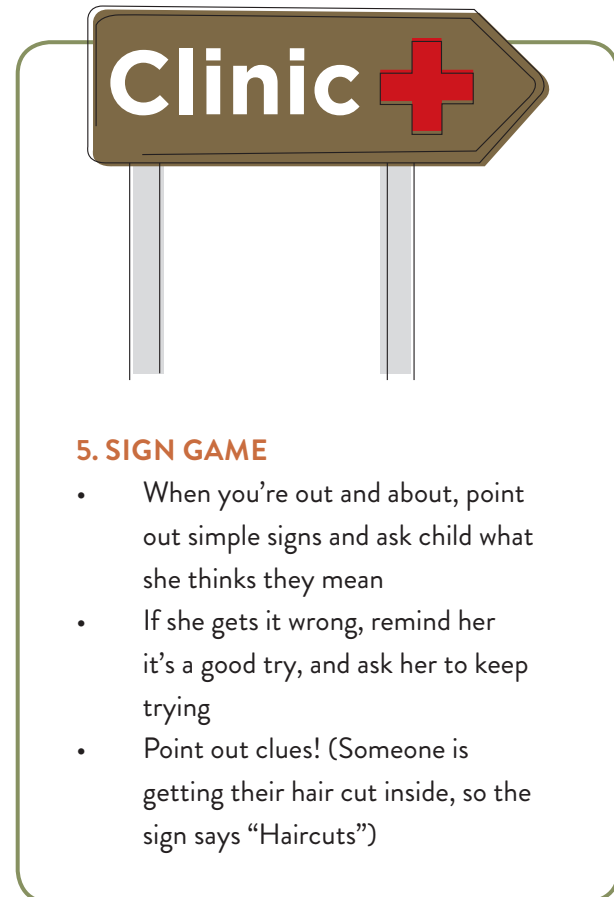 Clinic
5. SIGN GAME
• When you’re out and about, point
out simple signs and ask child what
she thinks they mean
• If she gets it wrong, remind her
it’s a good try, and ask her to keep
trying
• Point out clues! (Someone is
getting their hair cut inside, so the
sign says “Haircuts”)